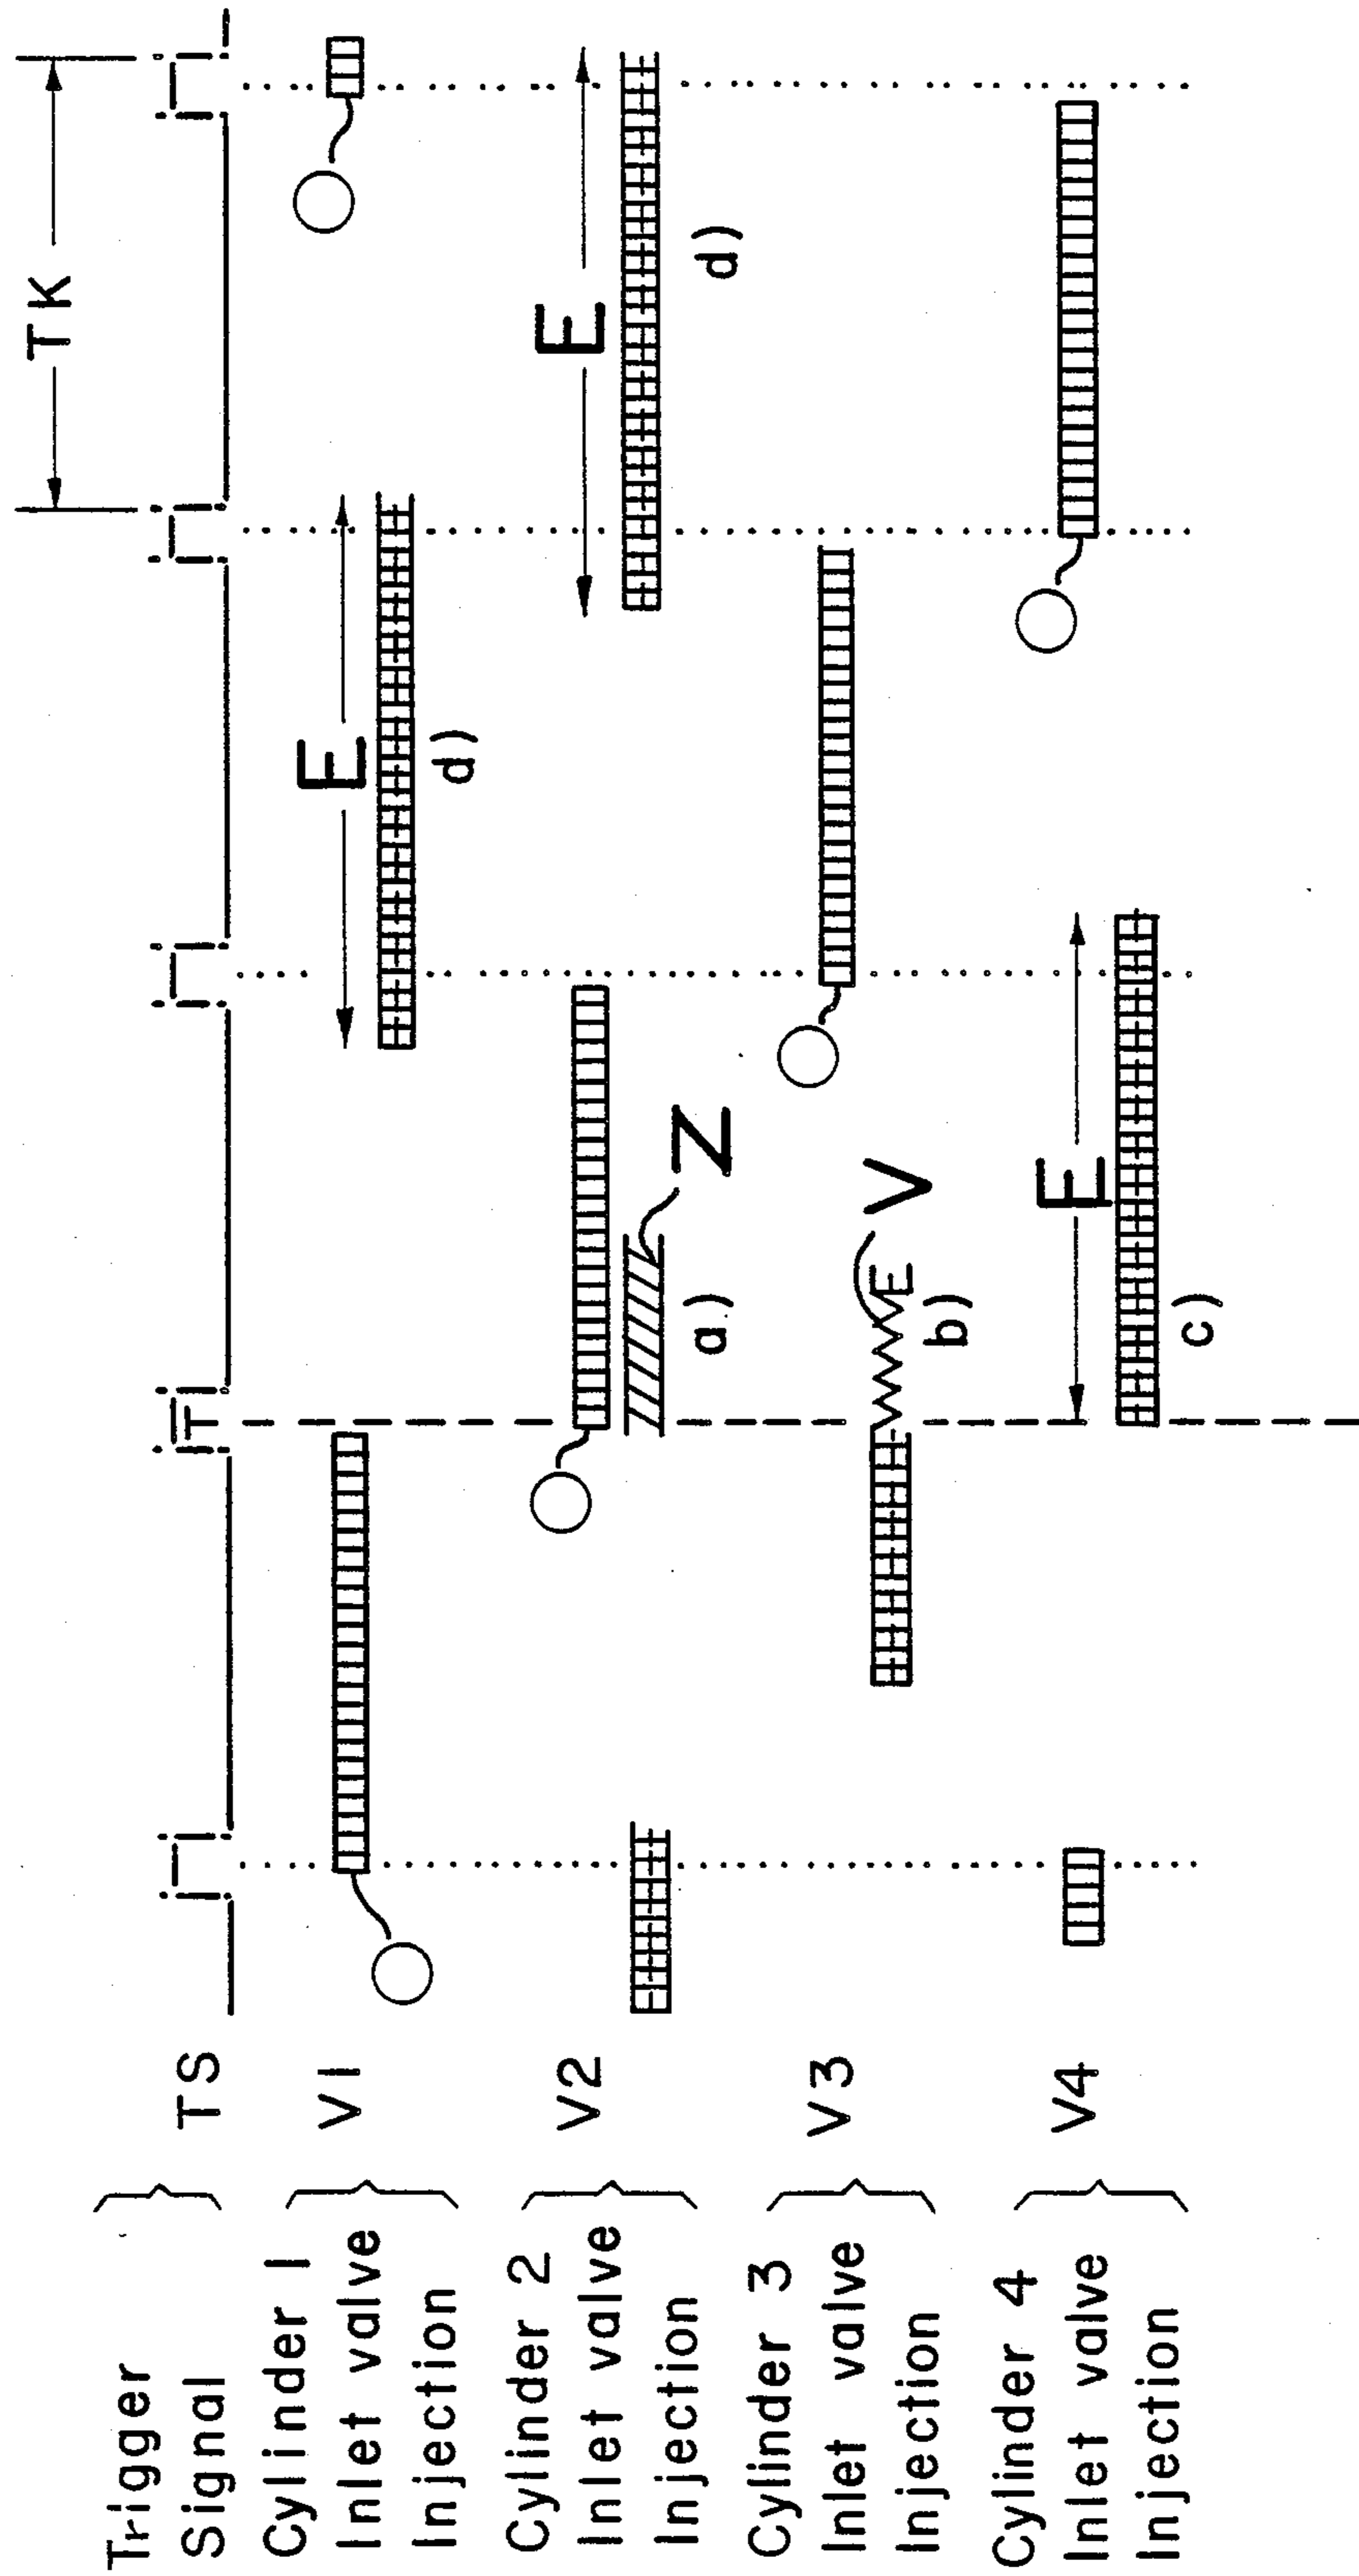 Trigger
Signal
TS
T
TK
Cylinder 1
Inlet valve
Injection
V1
E
d)
Cylinder 2
Inlet valve
Injection
V2
Z
a)
E
d)
Cylinder 3
Inlet valve
Injection
V3
V
E
b)
Cylinder 4
Inlet valve
Injection
V4
E
c)